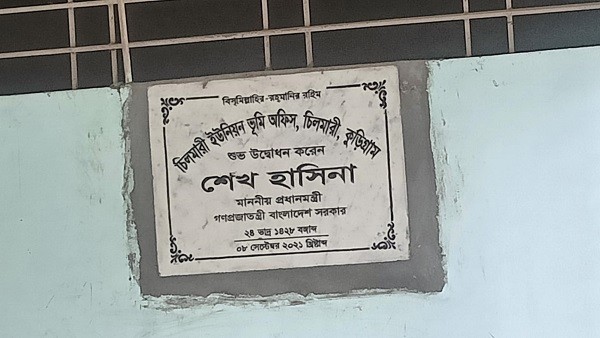 বিসমিল্লাহির-রহমানির রহিম
চিলমারী ইউনিয়ন ভূমি অফিস, চিলমারী, কুড়িগ্রাম
শুভ উদ্বোধন করেন
শেখ হাসিনা
মাননীয় প্রধানমন্ত্রী
গণপ্রজাতন্ত্রী বাংলাদেশ সরকার
২৪ ভাদ্র ১৪২৮ বঙ্গাব্দ
০৮ সেপ্টেম্বর ২০২১ খ্রিষ্টাব্দ